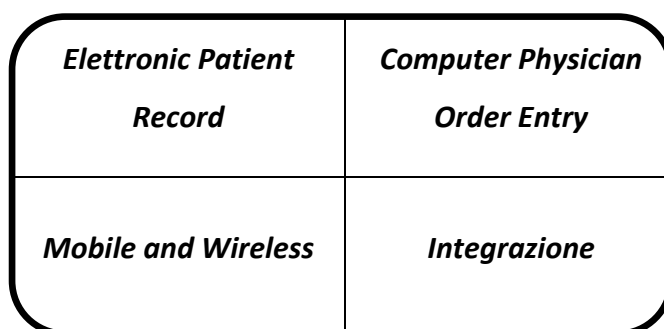 Elettronic Patient
Record
Computer Physician
Order Entry
Mobile and Wireless
Integrazione